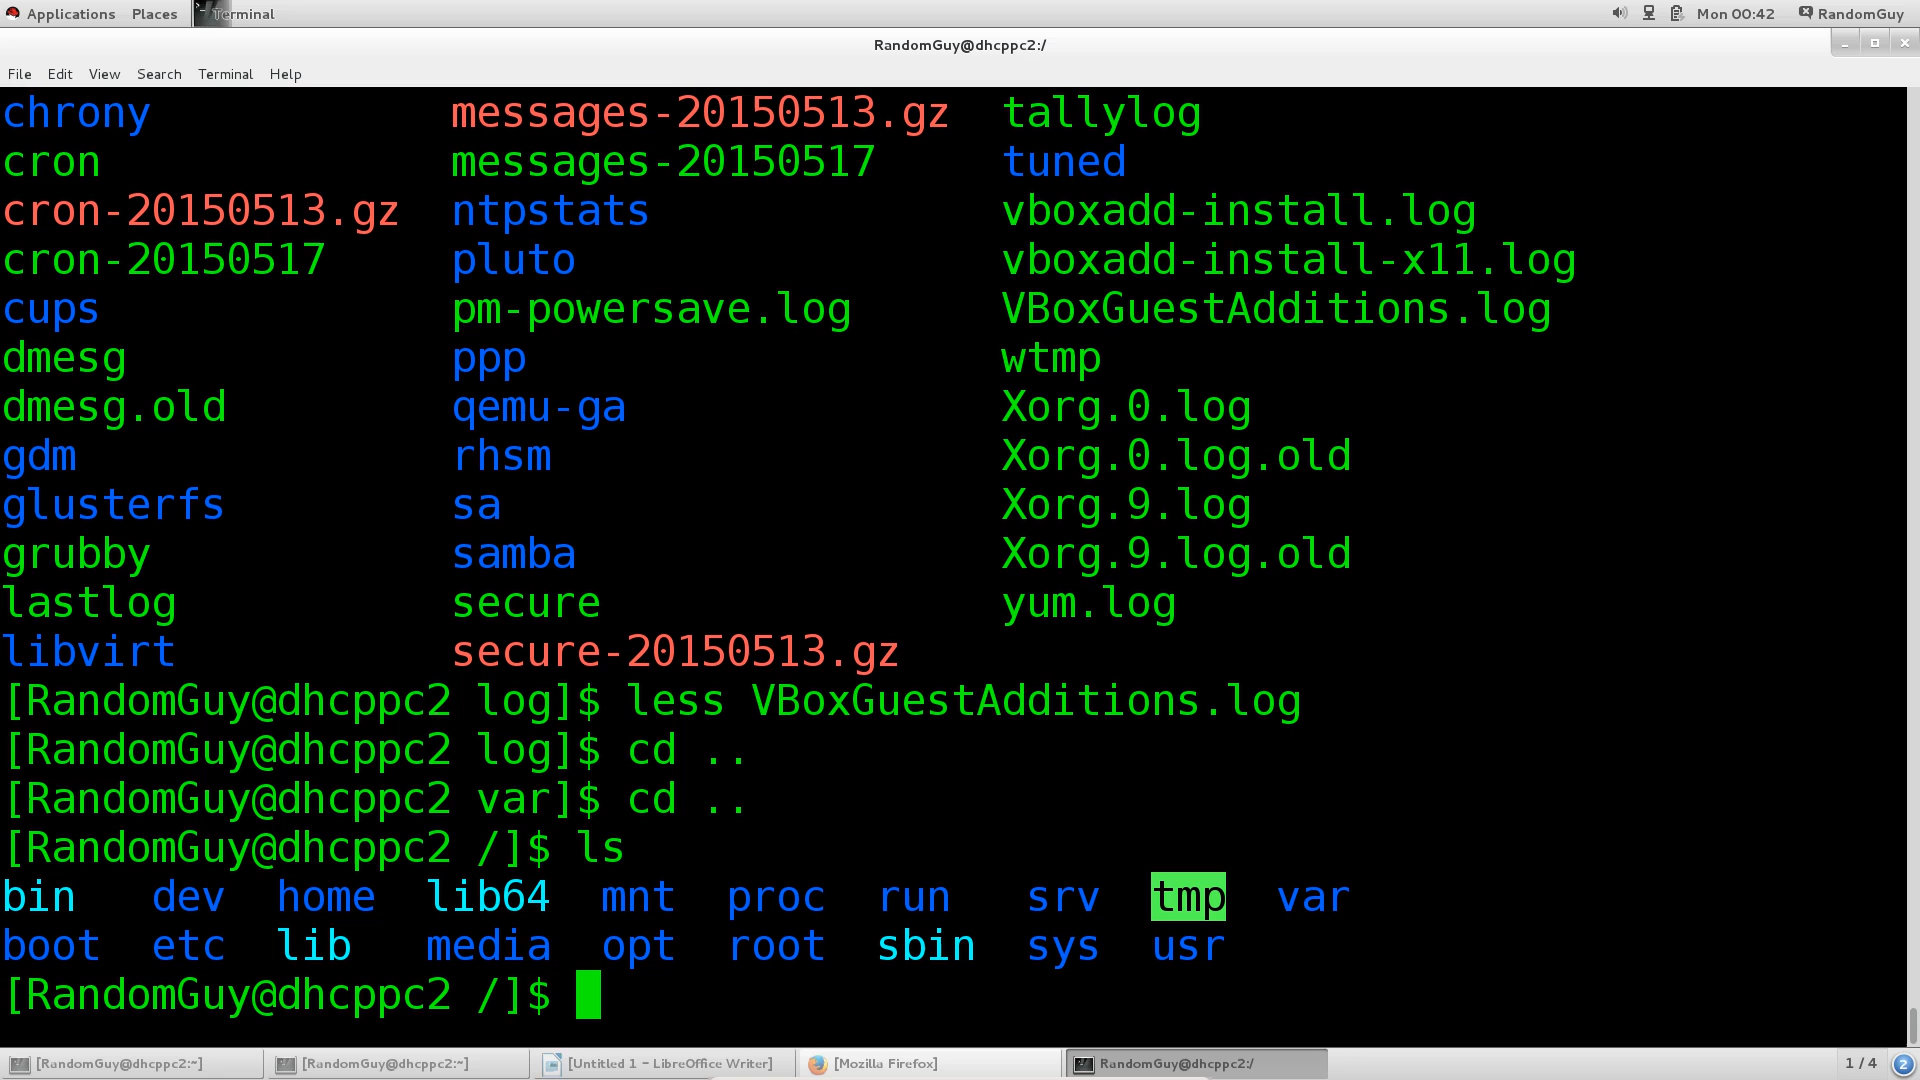 Applications Places Terminal Mon 00:42 RandomGuy
RandomGuy@dhcppc2:/
File Edit View Search Terminal Help
chrony messages-20150513.gz tallylog
cron messages-20150517 tuned
cron-20150513.gz ntpstats vboxadd-install.log
cron-20150517 pluto vboxadd-install-x11.log
cups pm-powersave.log VBoxGuestAdditions.log
dmesg ppp wtmp
dmesg.old qemu-ga Xorg.0.log
gdm rhsm Xorg.0.log.old
glusterfs sa Xorg.9.log
grubby samba Xorg.9.log.old
lastlog secure yum.log
libvirt secure-20150513.gz
[RandomGuy@dhcppc2 log]$ less VBoxGuestAdditions.log
[RandomGuy@dhcppc2 log]$ cd ..
[RandomGuy@dhcppc2 var]$ cd ..
[RandomGuy@dhcppc2 /]$ ls
bin dev home lib64 mnt proc run srv tmp var
boot etc lib media opt root sbin sys usr
[RandomGuy@dhcppc2 /]$
[RandomGuy@dhcppc2:~] [RandomGuy@dhcppc2:~] [Untitled 1 - LibreOffice Writer] [Mozilla Firefox] RandomGuy@dhcppc2:/ 1 / 4 2